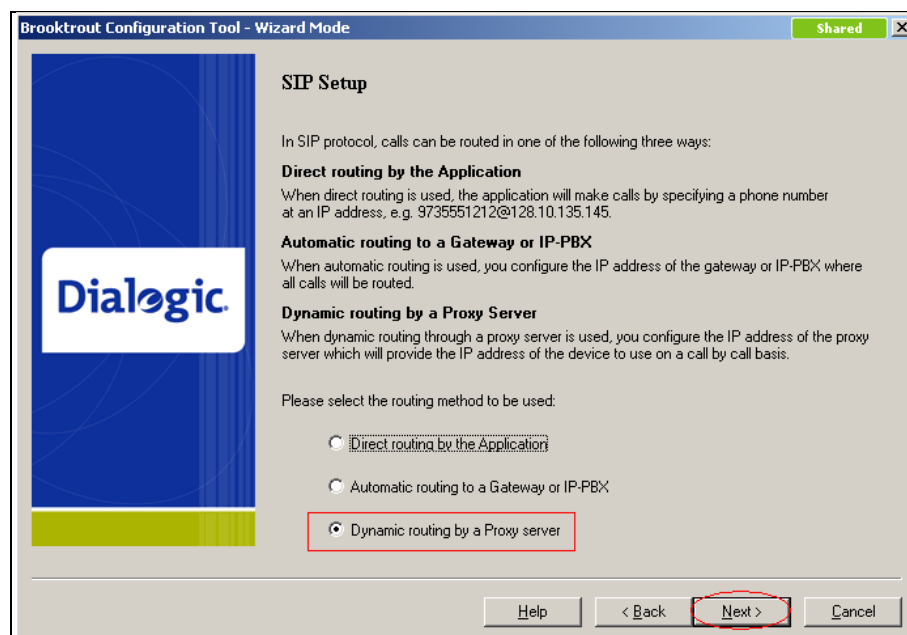 Brooktrout Configuration Tool - Wizard Mode
Shared
SIP Setup
In SIP protocol, calls can be routed in one of the following three ways:
Direct routing by the Application
When direct routing is used, the application will make calls by specifying a phone number
at an IP address, e.g. 9735551212@128.10.135.145.
Automatic routing to a Gateway or IP-PBX
When automatic routing is used, you configure the IP address of the gateway or IP-PBX where
all calls will be routed.
Dialogic.
Dynamic routing by a Proxy Server
When dynamic routing through a proxy server is used, you configure the IP address of the proxy
server which will provide the IP address of the device to use on a call by call basis.
Please select the routing method to be used:
Direct routing by the Application
Automatic routing to a Gateway or IP-PBX
Dynamic routing by a Proxy server
Help
< Back
Next >
Cancel